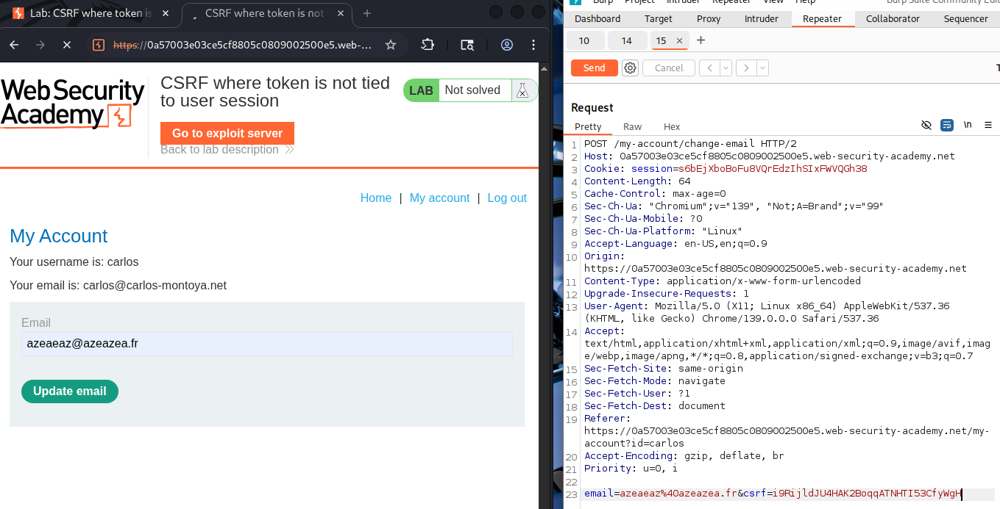 Lab: CSRF where token is
CSRF where token is not
https://0a57003e03ce5cf8805c0809002500e5.web-...
WebSecurity
Academy
CSRF where token is not tied
to user session
LAB Not solved
Go to exploit server
Back to lab description
Home | My account | Log out
My Account
Your username is: carlos
Your email is: carlos@carlos-montoya.net
Email
azeaeaz@azeazea.fr
Update email
Burp Project Intruder Repeater View Help Burp Suite Community Edi
Dashboard Target Proxy Intruder Repeater Collaborator Sequencer
10 14 15
Send Cancel
Request
Pretty Raw Hex \n
1 POST /my-account/change-email HTTP/2
2 Host: 0a57003e03ce5cf8805c0809002500e5.web-security-academy.net
3 Cookie: session=s6bEjXboBoFu8VQrEdzIhSIxFWVQGh38
4 Content-Length: 64
5 Cache-Control: max-age=0
6 Sec-Ch-Ua: "Chromium";v="139", "Not;A=Brand";v="99"
7 Sec-Ch-Ua-Mobile: ?0
8 Sec-Ch-Ua-Platform: "Linux"
9 Accept-Language: en-US,en;q=0.9
10 Origin:
https://0a57003e03ce5cf8805c0809002500e5.web-security-academy.net
11 Content-Type: application/x-www-form-urlencoded
12 Upgrade-Insecure-Requests: 1
13 User-Agent: Mozilla/5.0 (X11; Linux x86_64) AppleWebKit/537.36
(KHTML, like Gecko) Chrome/139.0.0.0 Safari/537.36
14 Accept:
text/html,application/xhtml+xml,application/xml;q=0.9,image/avif,imag
e/webp,image/apng,*/*;q=0.8,application/signed-exchange;v=b3;q=0.7
15 Sec-Fetch-Site: same-origin
16 Sec-Fetch-Mode: navigate
17 Sec-Fetch-User: ?1
18 Sec-Fetch-Dest: document
19 Referer:
https://0a57003e03ce5cf8805c0809002500e5.web-security-academy.net/my-
account?id=carlos
20 Accept-Encoding: gzip, deflate, br
21 Priority: u=0, i
22
23 email=azeaeaz%40azeazea.fr&csrf=i9RijldJU4HAK2BoqqATNHTI53CfyWgH